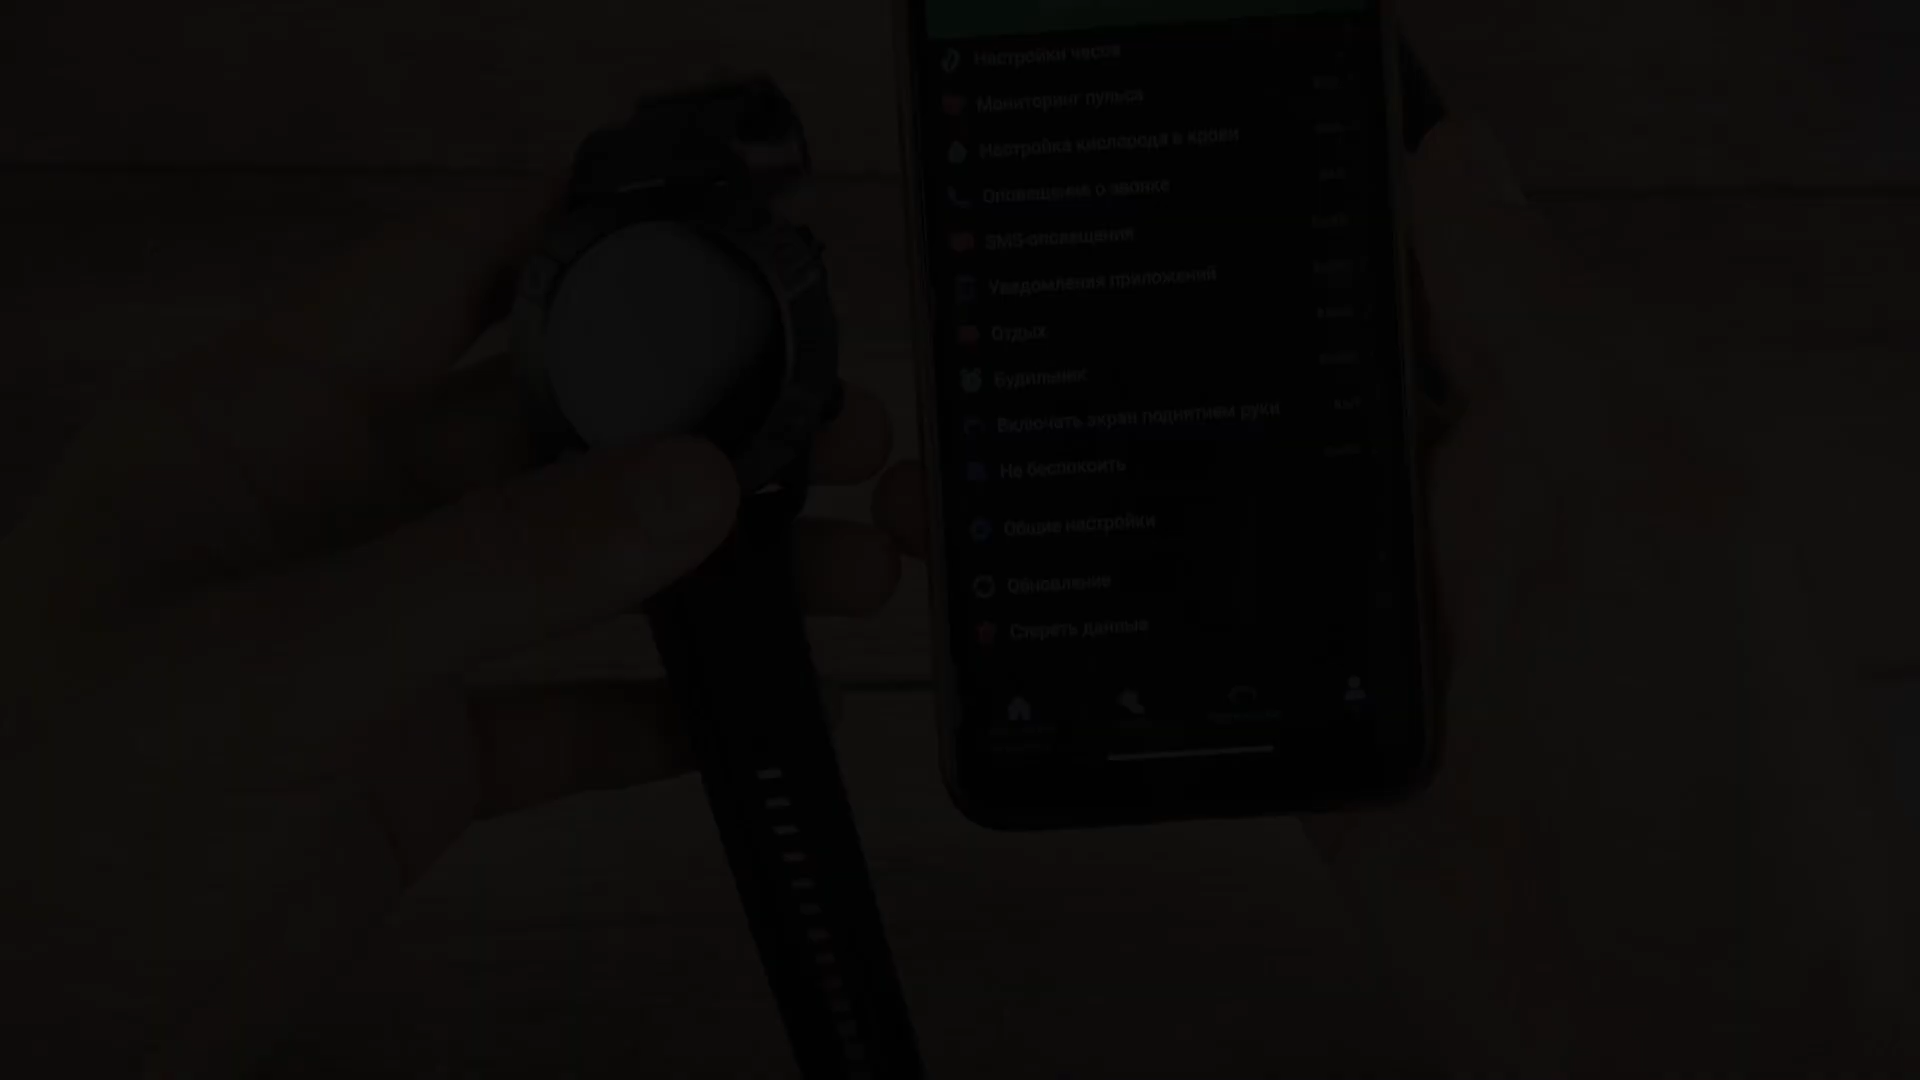 Настройки часов
Мониторинг пульса
Настройка кислорода в крови
Оповещение о звонке
SMS-оповещения
Уведомления приложений
Отдых
Будильник
Включать экран поднятием руки
Не беспокоить
Общие настройки
Обновление
Стереть данные